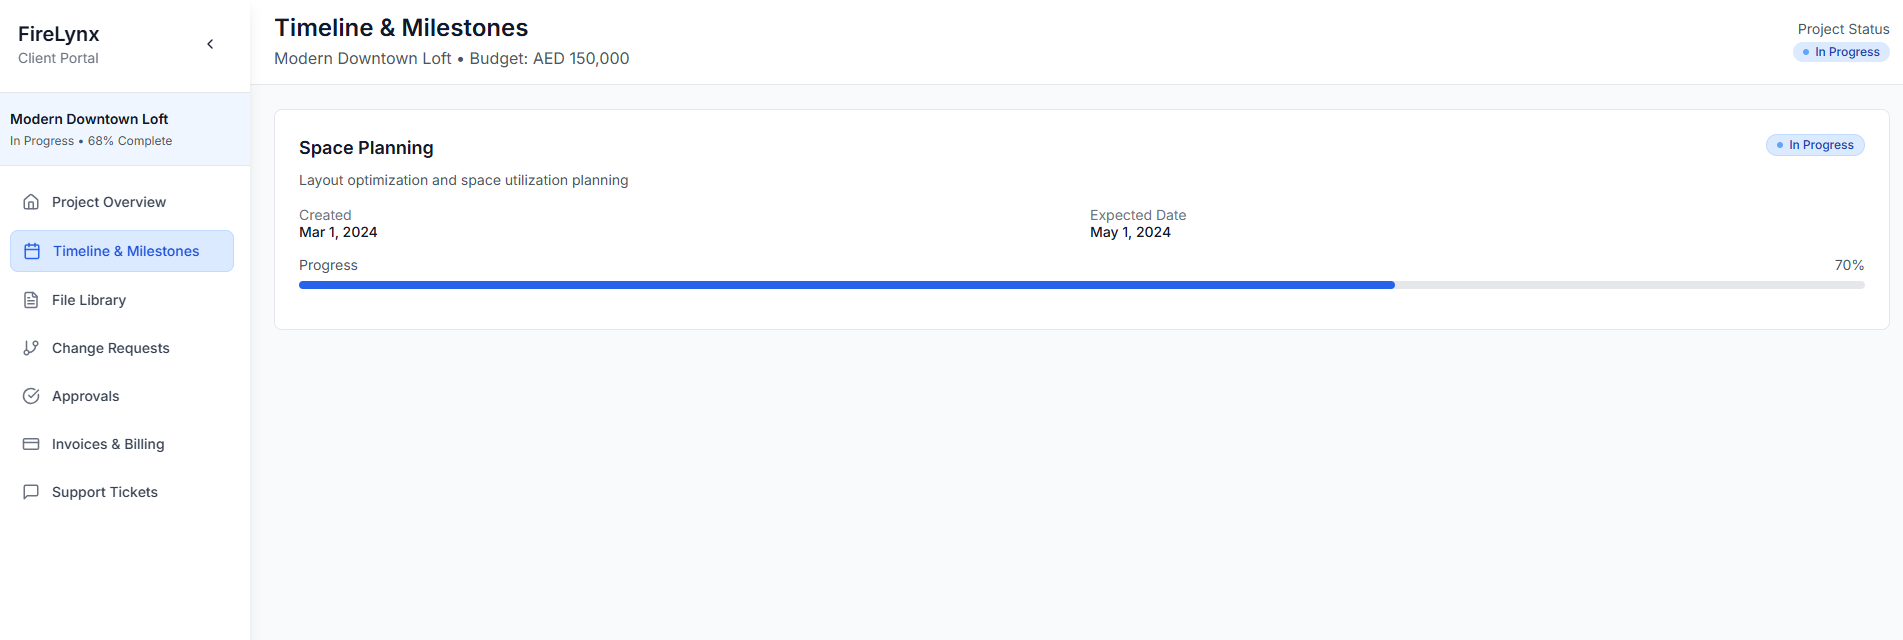 FireLynx
Client Portal
Modern Downtown Loft
In Progress • 68% Complete
Project Overview
Timeline & Milestones
File Library
Change Requests
Approvals
Invoices & Billing
Support Tickets
Timeline & Milestones
Modern Downtown Loft • Budget: AED 150,000
Project Status
In Progress
Space Planning
In Progress
Layout optimization and space utilization planning
Created
Mar 1, 2024
Expected Date
May 1, 2024
Progress
70%